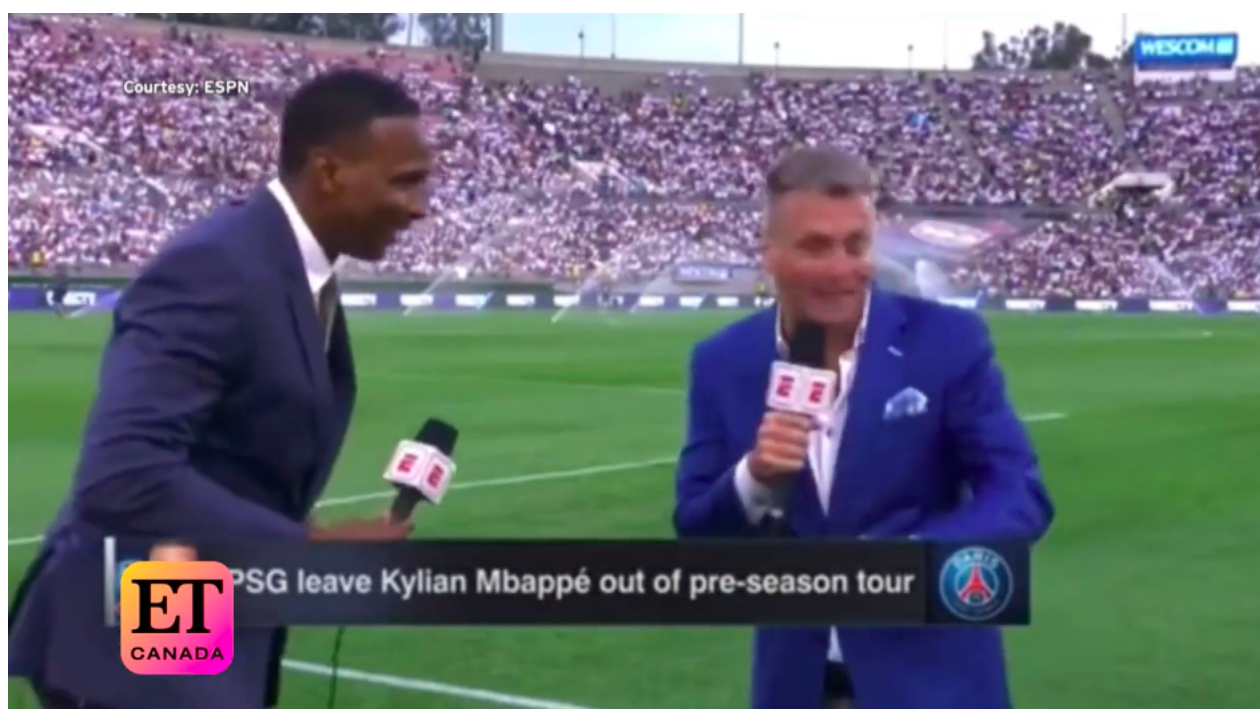 Courtesy: ESPN
WESCOM
PSG leave Kylian Mbappé out of pre-season tour
PARIS
ET
CANADA